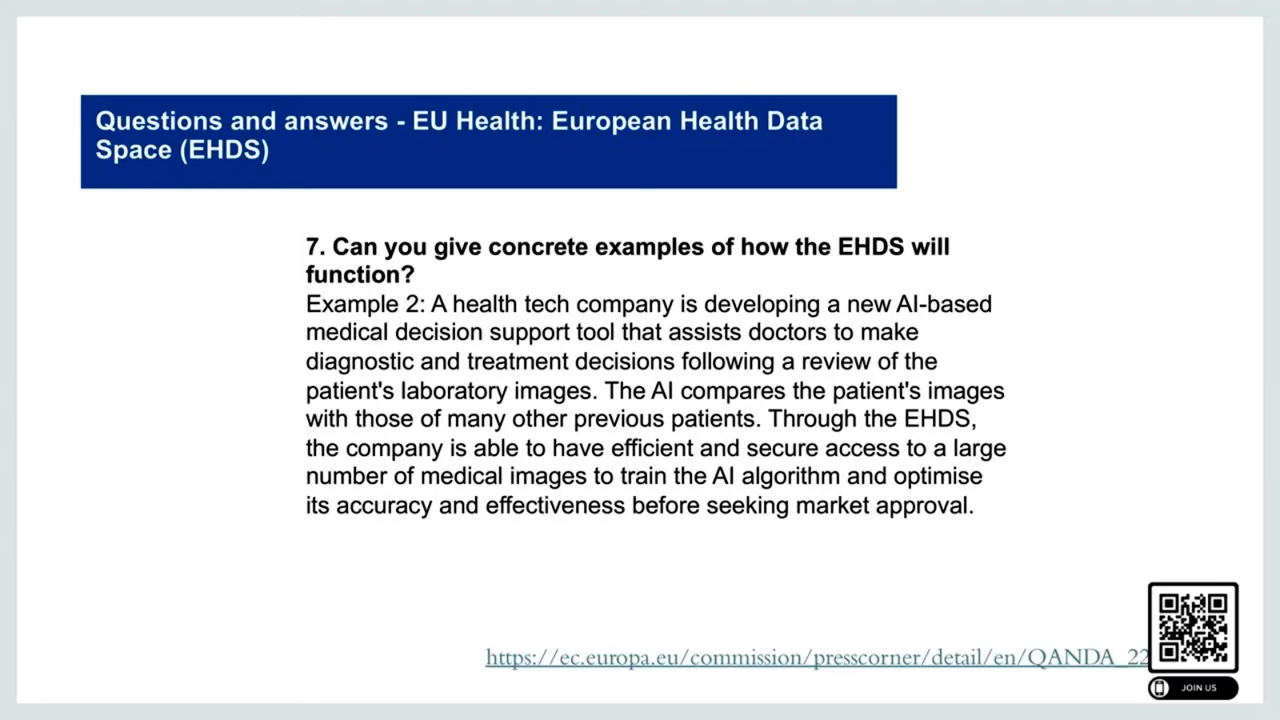 Questions and answers - EU Health: European Health Data
Space (EHDS)
7. Can you give concrete examples of how the EHDS will
function?
Example 2: A health tech company is developing a new AI-based
medical decision support tool that assists doctors to make
diagnostic and treatment decisions following a review of the
patient's laboratory images. The AI compares the patient's images
with those of many other previous patients. Through the EHDS,
the company is able to have efficient and secure access to a large
number of medical images to train the AI algorithm and optimise
its accuracy and effectiveness before seeking market approval.
https://ec.europa.eu/commission/presscorner/detail/en/QANDA_22
JOIN US